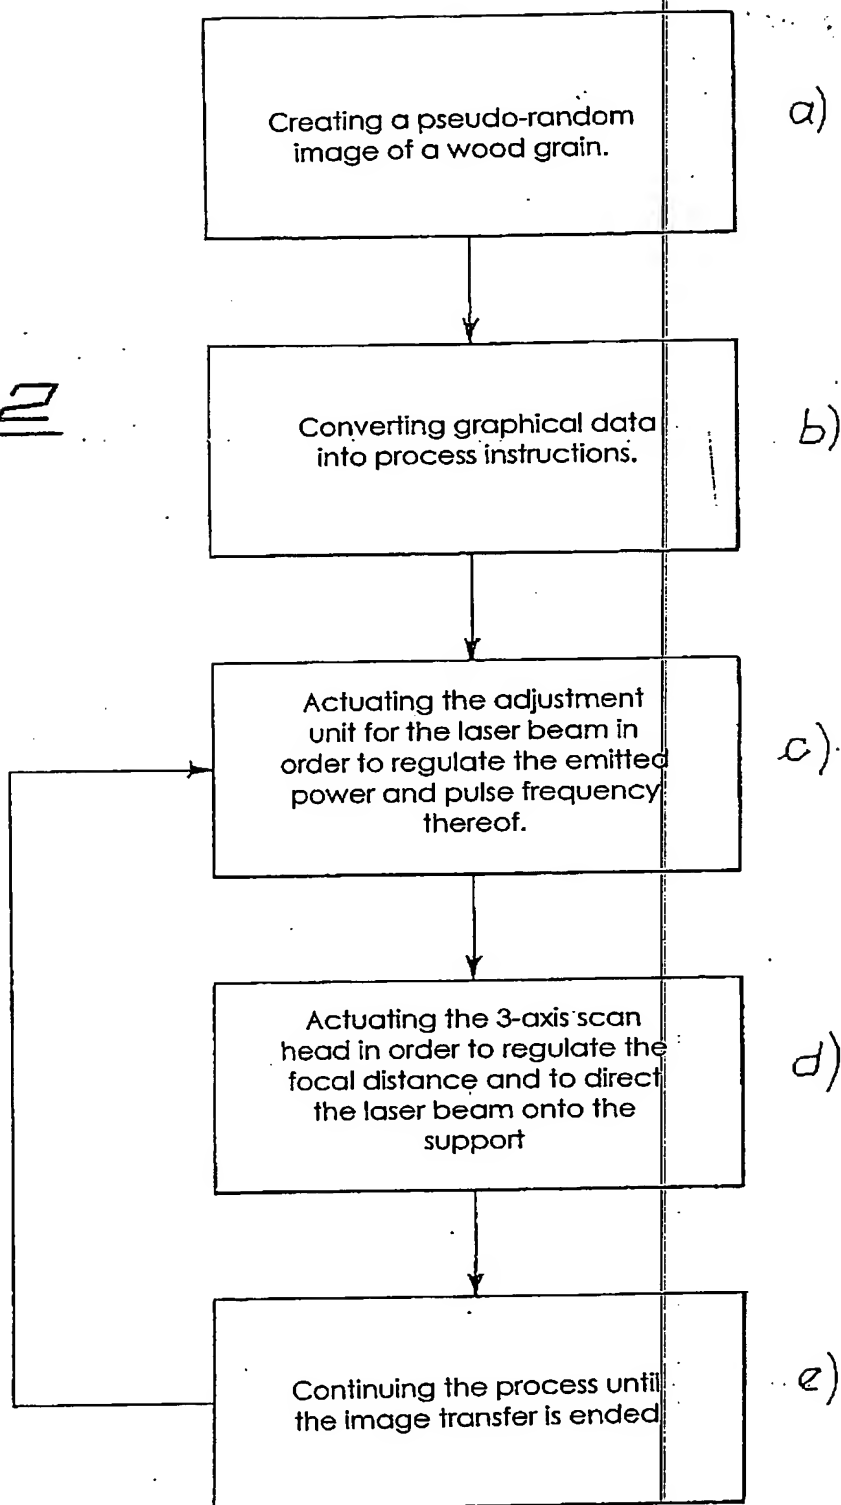 Creating a pseudo-random
image of a wood grain.
a)
2
Converting graphical data
into process instructions.
b)
Actuating the adjustment
unit for the laser beam in
order to regulate the emitted
power and pulse frequency
thereof.
c)
Actuating the 3-axis scan
head in order to regulate the
focal distance and to direct
the laser beam onto the
support
d)
Continuing the process until
the image transfer is ended
e)